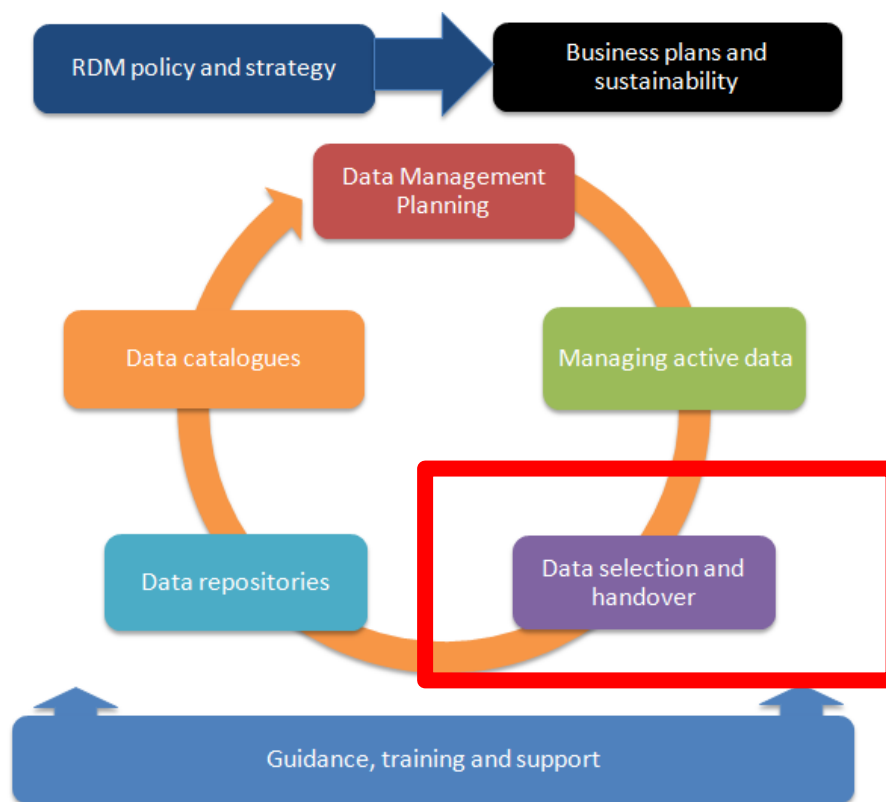 RDM policy and strategy
Business plans and
sustainability
Data Management
Planning
Data catalogues
Managing active data
Data repositories
Data selection and
handover
Guidance, training and support